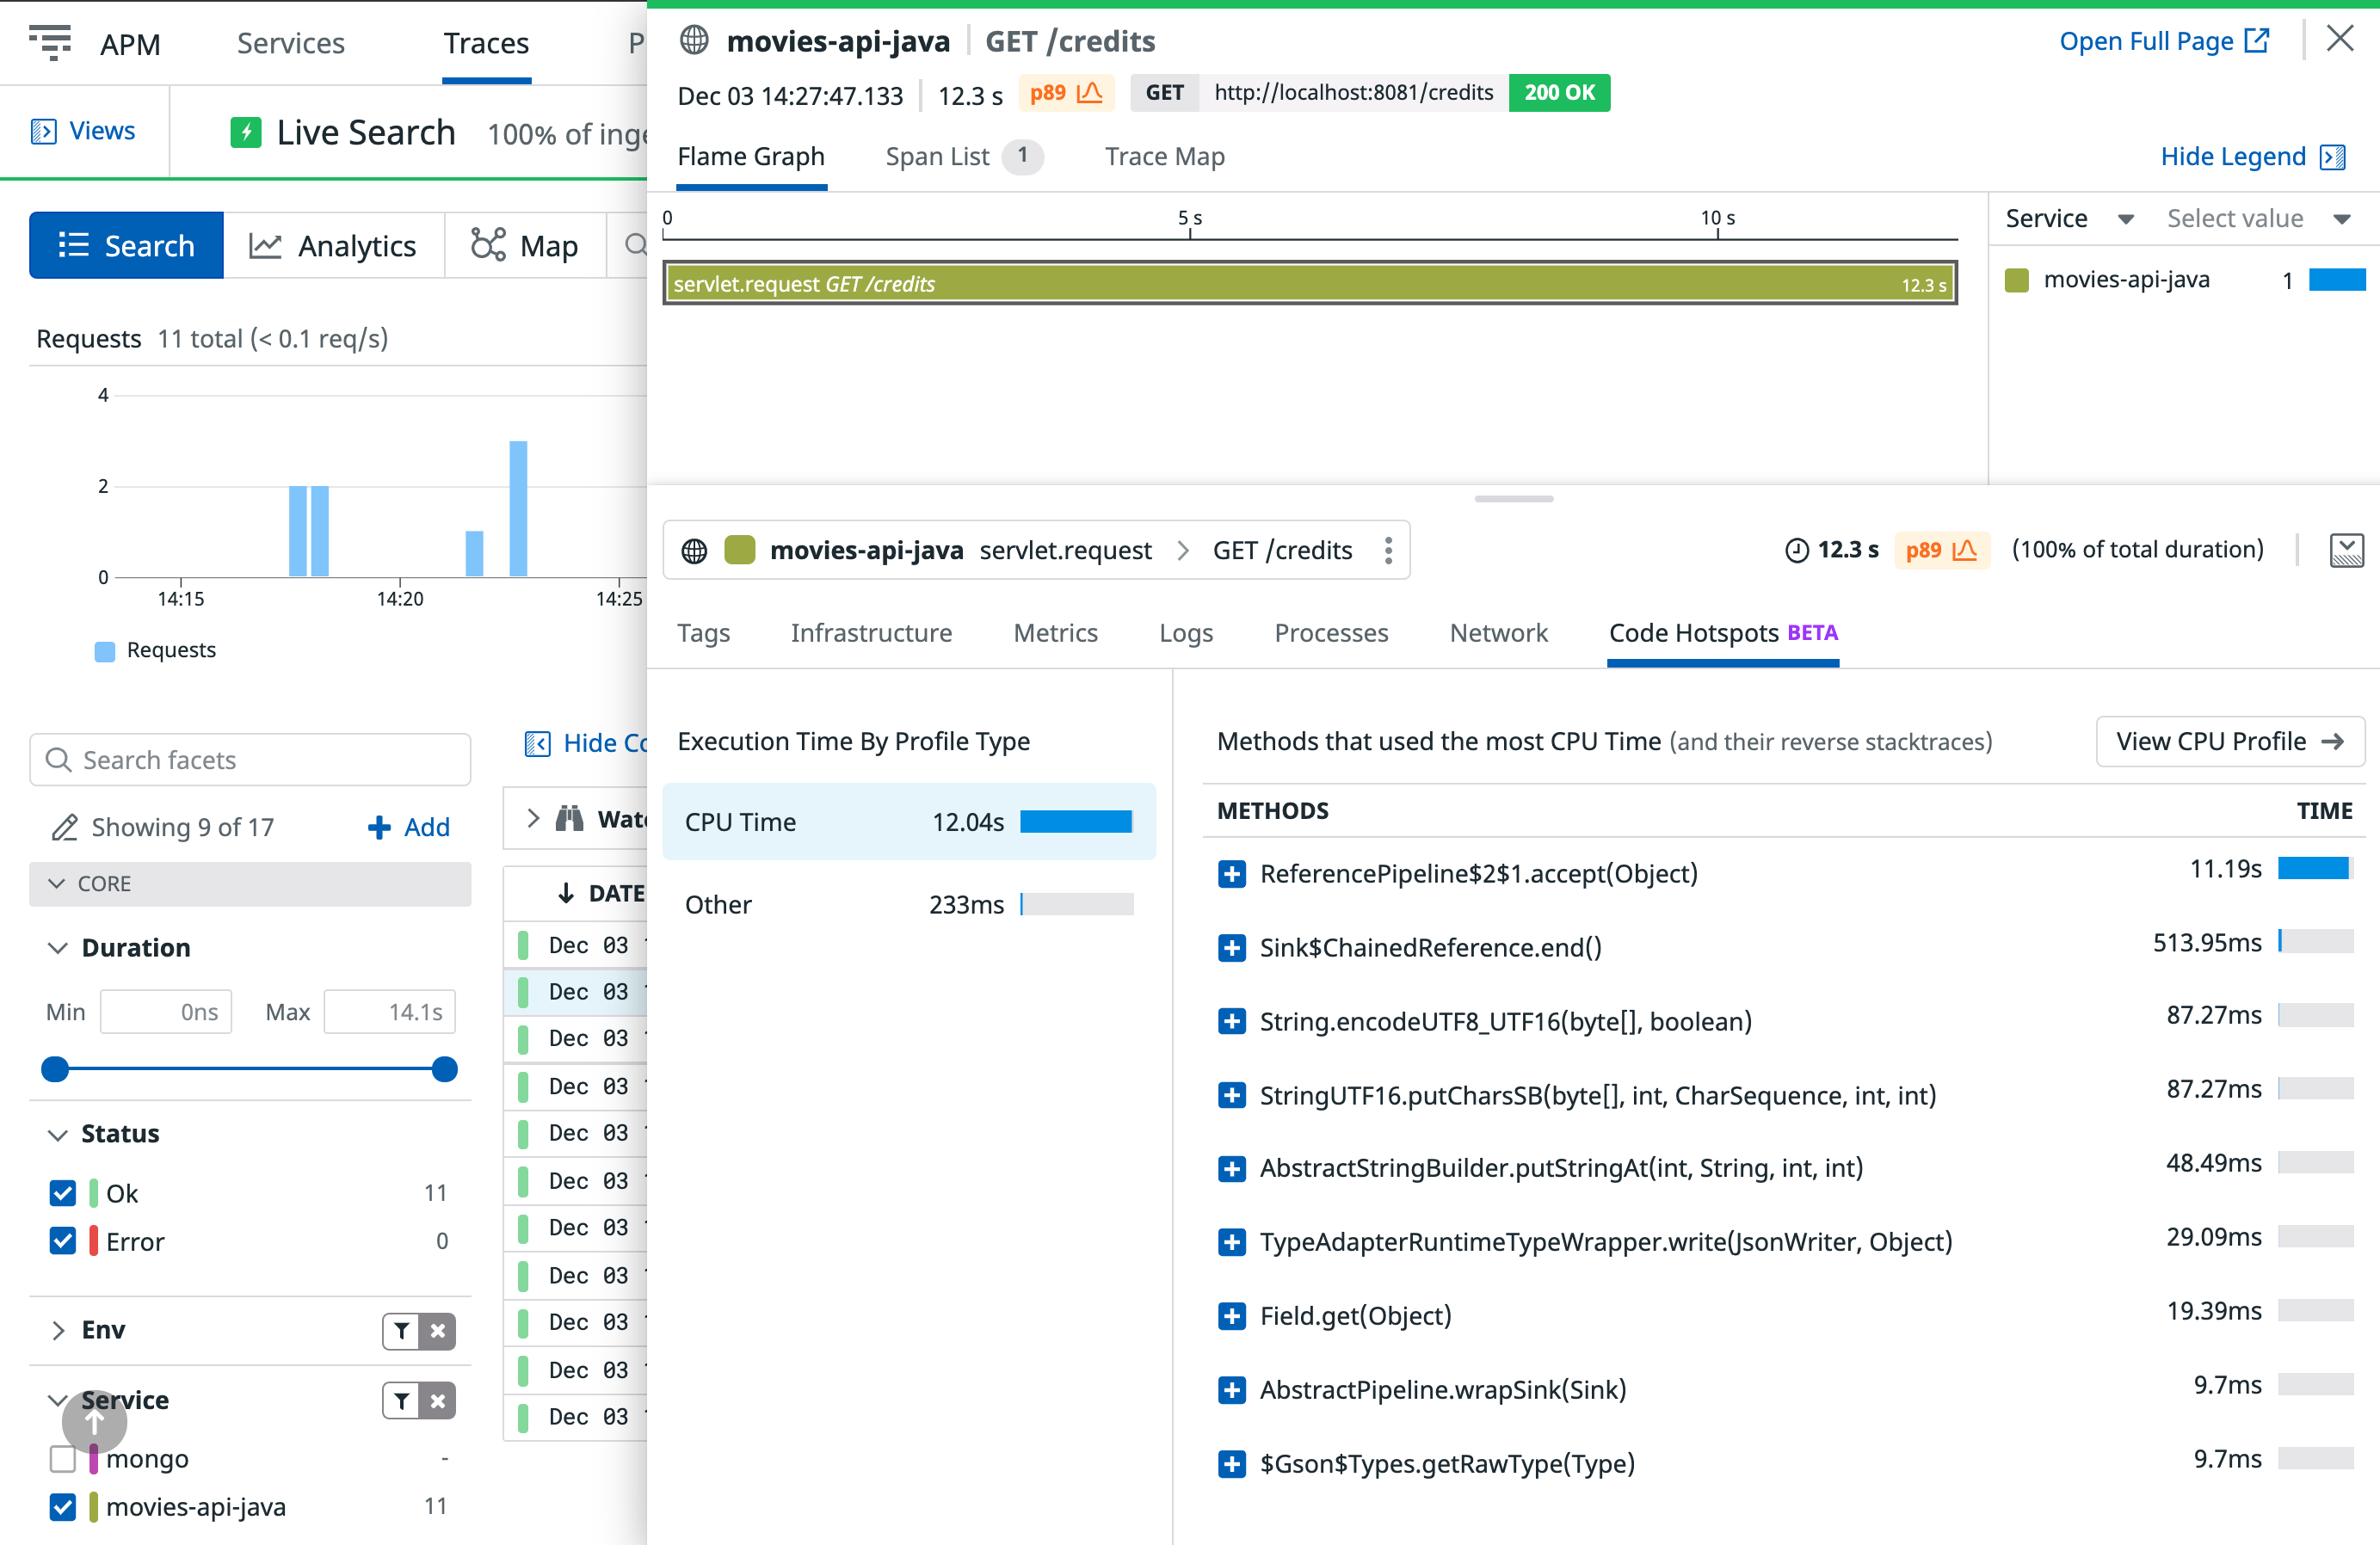 APM
Services
Traces
P
Views
Live Search 100% of inge
Search
Analytics
Map
Requests 11 total (< 0.1 req/s)
4
2
0
14:15 14:20 14:25
Requests
Search facets
Showing 9 of 17
Add
CORE
Duration
Min 0ns Max 14.1s
Status
Ok 11
Error 0
Env
Service
mongo -
movies-api-java 11
Hide Co
Watc
DATE
Dec 03
Dec 03
Dec 03
Dec 03
Dec 03
Dec 03
Dec 03
Dec 03
Dec 03
Dec 03
Dec 03
movies-api-java GET /credits
Open Full Page
Dec 03 14:27:47.133 12.3 s p89 GET http://localhost:8081/credits 200 OK
Flame Graph Span List 1 Trace Map
Hide Legend
0 5 s 10 s
servlet.request GET /credits 12.3 s
Service Select value
movies-api-java 1
movies-api-java servlet.request GET /credits
12.3 s p89 (100% of total duration)
Tags Infrastructure Metrics Logs Processes Network Code Hotspots BETA
Execution Time By Profile Type
CPU Time 12.04s
Other 233ms
Methods that used the most CPU Time (and their reverse stacktraces)
View CPU Profile
METHODS TIME
ReferencePipeline$2$1.accept(Object) 11.19s
Sink$ChainedReference.end() 513.95ms
String.encodeUTF8_UTF16(byte[], boolean) 87.27ms
StringUTF16.putCharsSB(byte[], int, CharSequence, int, int) 87.27ms
AbstractStringBuilder.putStringAt(int, String, int, int) 48.49ms
TypeAdapterRuntimeTypeWrapper.write(JsonWriter, Object) 29.09ms
Field.get(Object) 19.39ms
AbstractPipeline.wrapSink(Sink) 9.7ms
$Gson$Types.getRawType(Type) 9.7ms